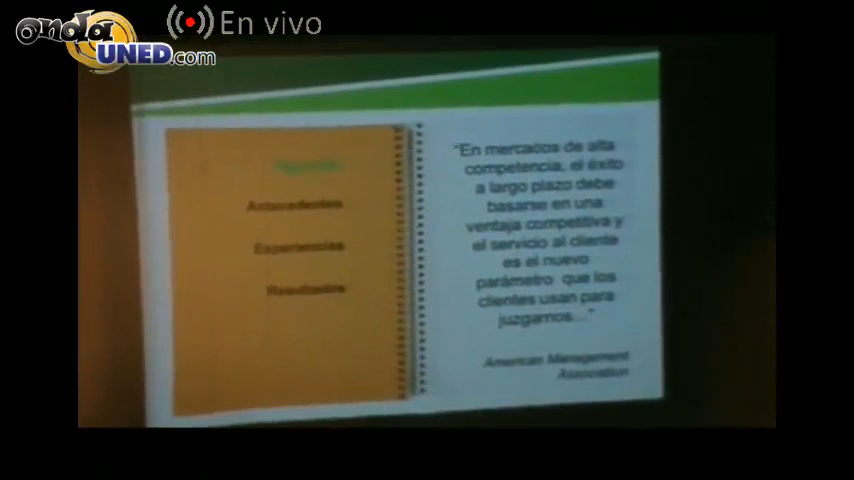 onda
UNED.com
En vivo
Antecedentes
Experiencias
Resultados
"En mercados de alta
competencia, el éxito
a largo plazo debe
basarse en una
ventaja competitiva y
el servicio al cliente
es el nuevo
parámetro que los
clientes usan para
juzgarnos..."
American Management
Association